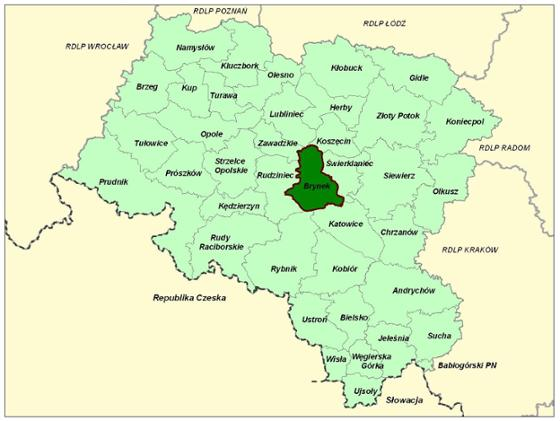 RDLP POZNAŃ
RDLP ŁÓDŹ
RDLP WROCŁAW
Namysłów
Kluczbork
Olesno
Kłobuck
Gidle
Brzeg
Kup
Turawa
Lubliniec
Herby
Złoty Potok
Koniecpol
Opole
Tułowice
Zawadzkie
Koszęcin
RDLP RADOM
Prudnik
Prószków
Strzelce
Opolskie
Rudziniec
Świerklaniec
Siewierz
Olkusz
Brynek
Kędzierzyn
Katowice
Chrzanów
Rudy
Raciborskie
RDLP KRAKÓW
Rybnik
Kobiór
Andrychów
Republika Czeska
Ustroń
Bielsko
Jeleśnia
Sucha
Wisła
Węgierska
Górka
Babiogórski PN
Ujsoły
Słowacja